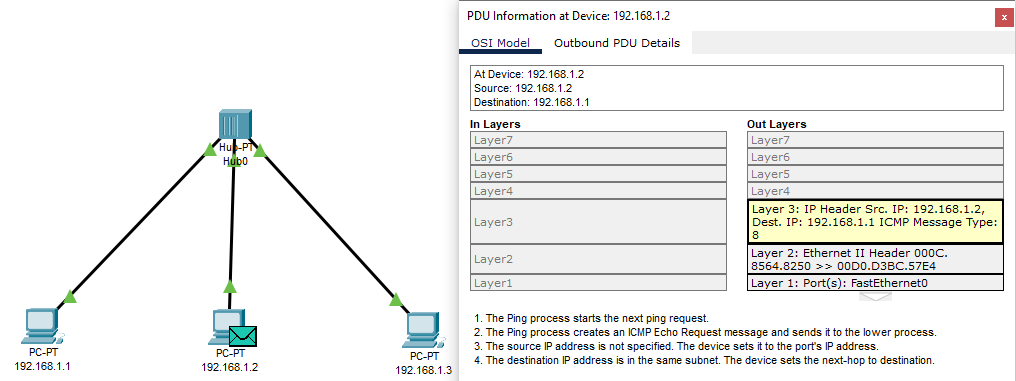 Hub-PT
Hub0
PC-PT
192.168.1.1
PC-PT
192.168.1.2
PC-PT
192.168.1.3
PDU Information at Device: 192.168.1.2
x
OSI Model
Outbound PDU Details
At Device: 192.168.1.2
Source: 192.168.1.2
Destination: 192.168.1.1
In Layers
Layer7
Layer6
Layer5
Layer4
Layer3
Layer2
Layer1
Out Layers
Layer7
Layer6
Layer5
Layer4
Layer 3: IP Header Src. IP: 192.168.1.2,
Dest. IP: 192.168.1.1 ICMP Message Type:
8
Layer 2: Ethernet II Header 000C.
8564.8250 >> 00D0.D3BC.57E4
Layer 1: Port(s): FastEthernet0
1. The Ping process starts the next ping request.
2. The Ping process creates an ICMP Echo Request message and sends it to the lower process.
3. The source IP address is not specified. The device sets it to the port's IP address.
4. The destination IP address is in the same subnet. The device sets the next-hop to destination.